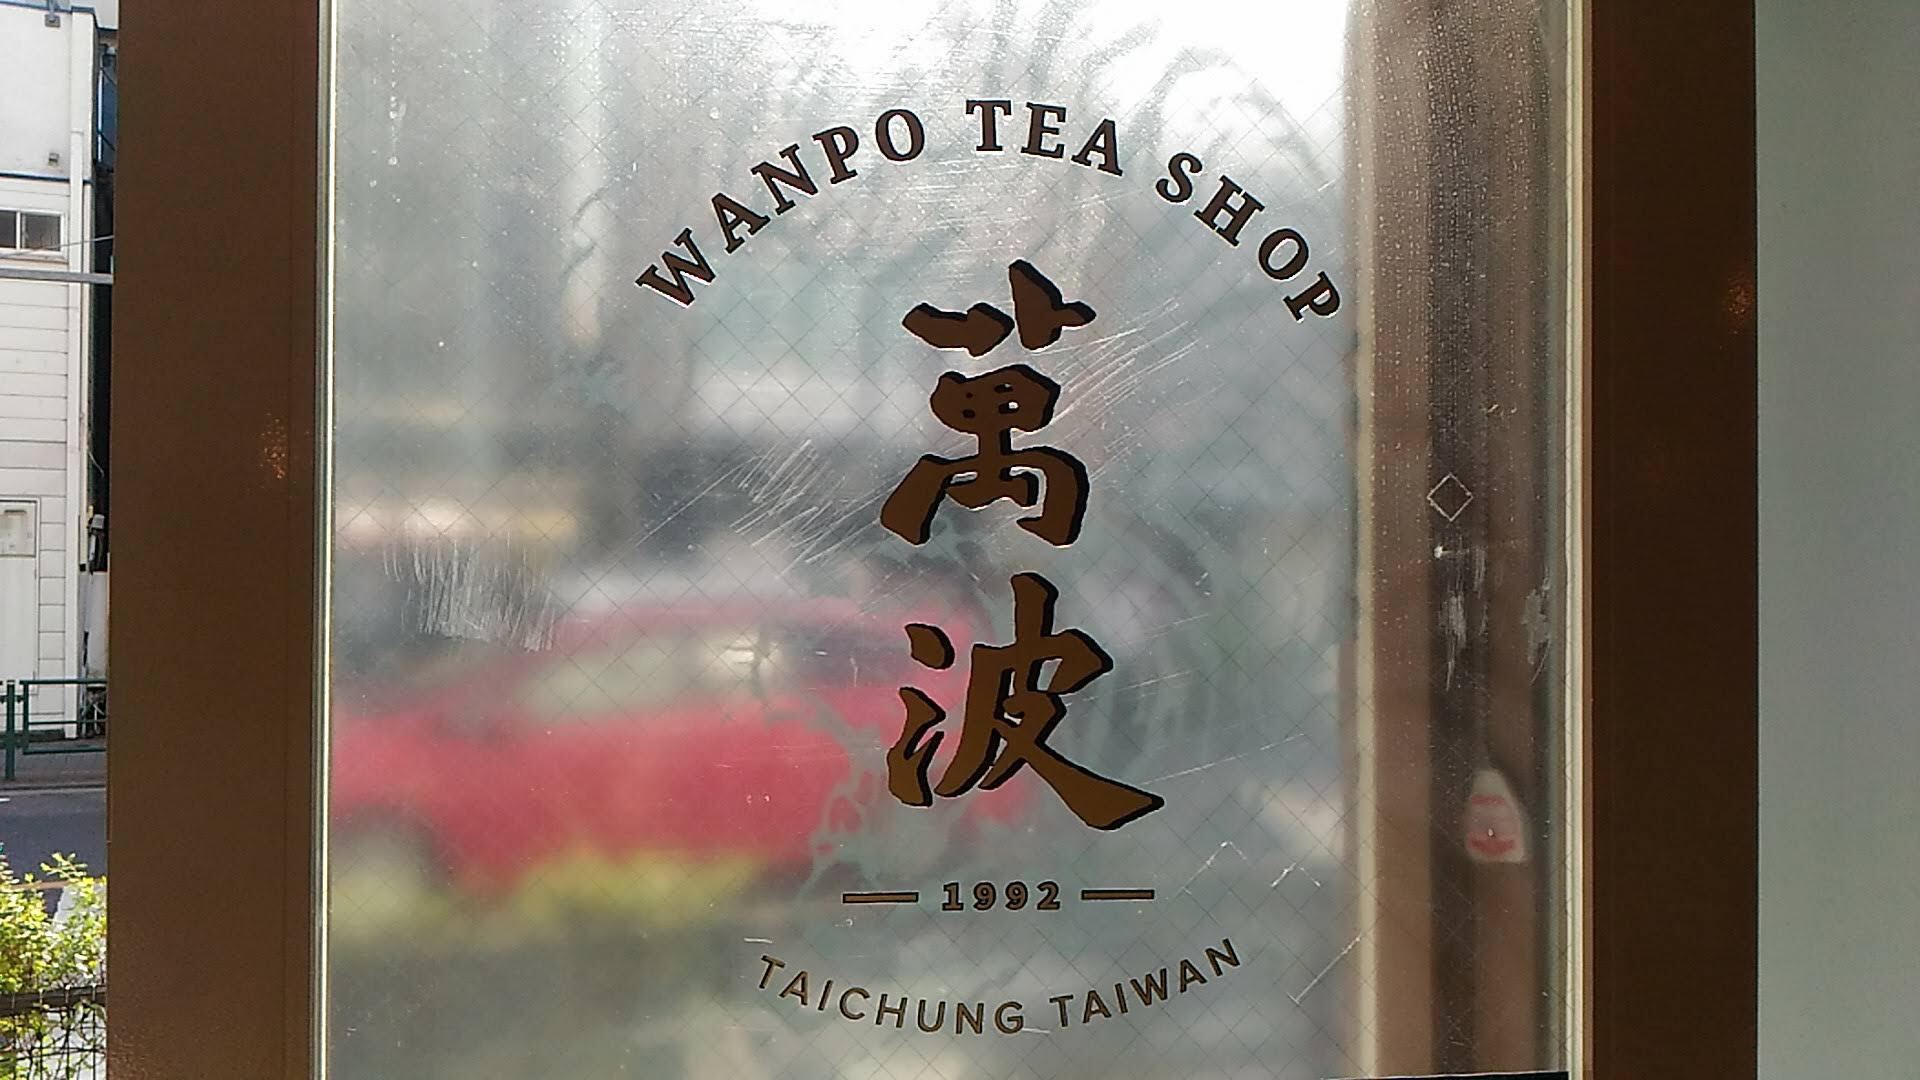 WANPO TEA SHOP
萬波
1992
TAICHUNG TAIWAN